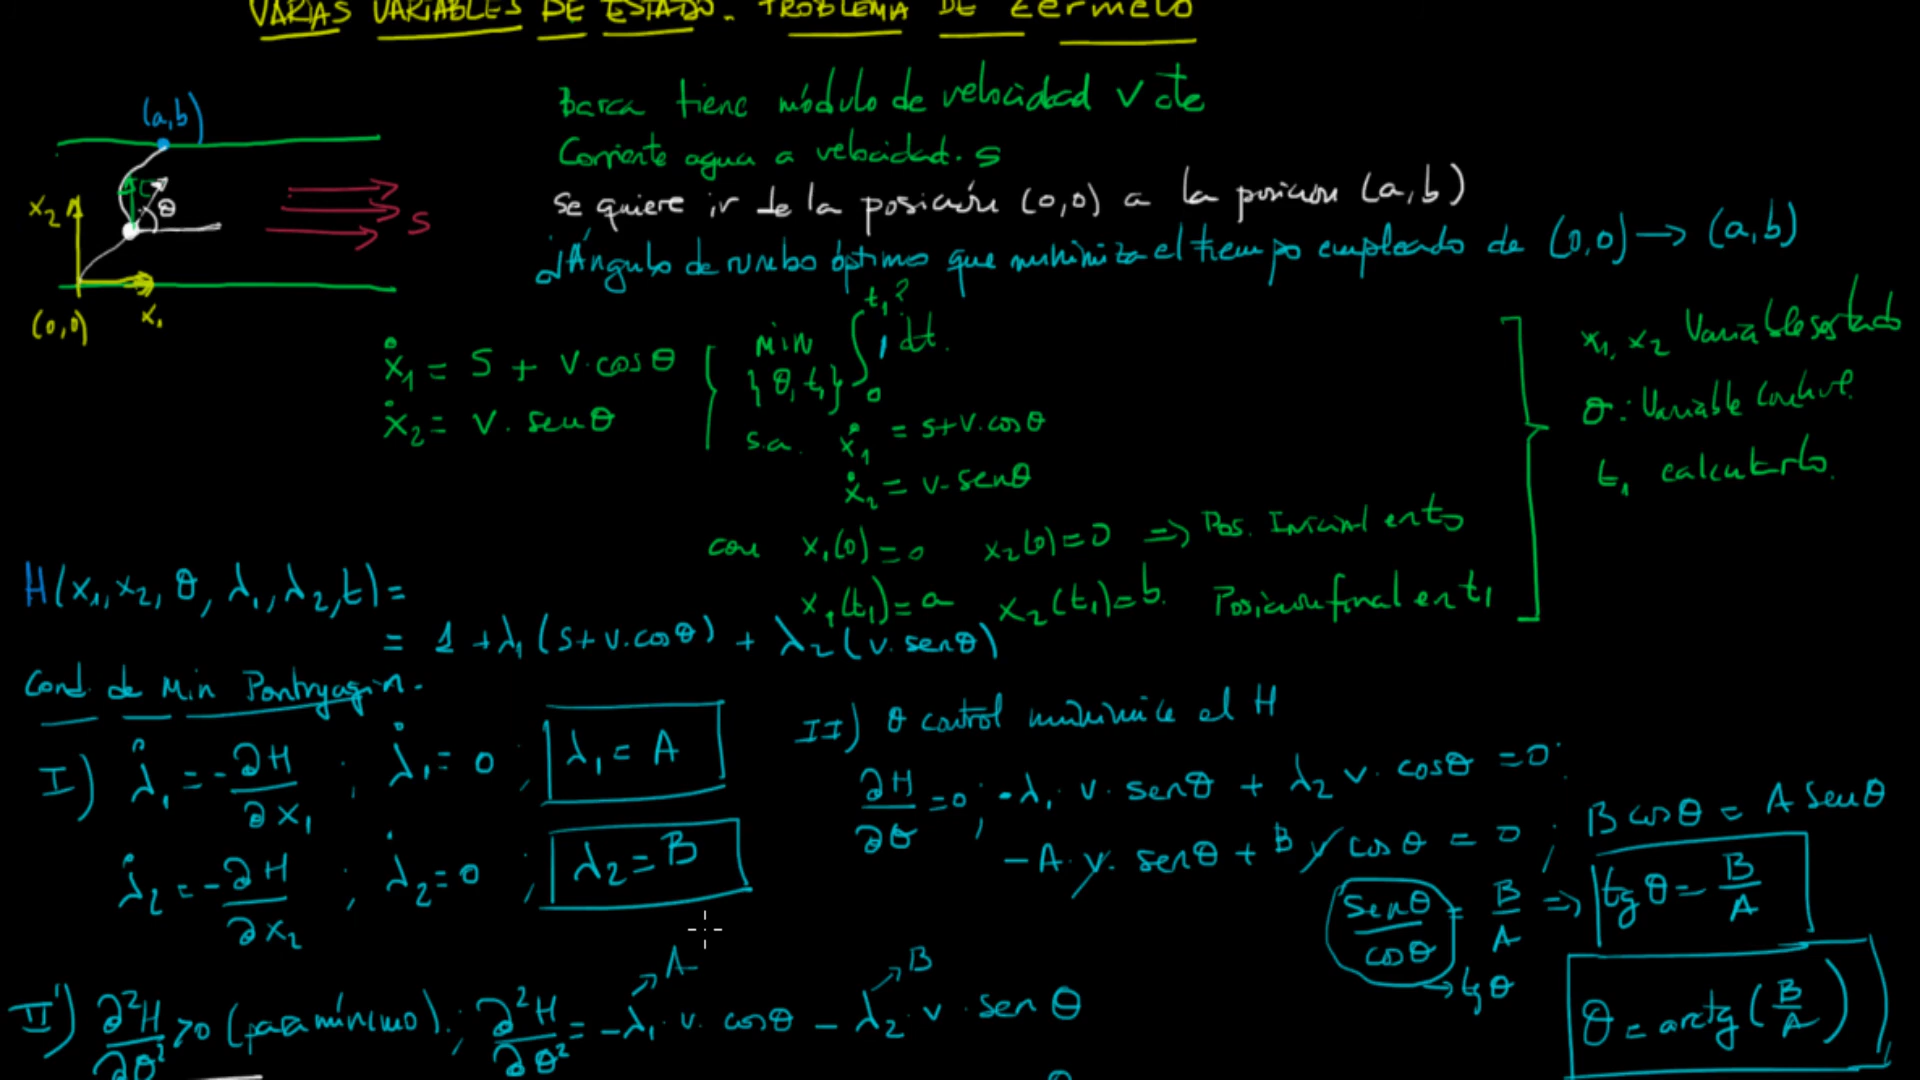 VARIAS VARIABLES DE ESTADO. PROBLEMA DE Zermelo
(a,b)
Barca tiene módulo de velocidad v cte
Corriente agua a velocidad. s
Se quiere ir de la posición (0,0) a la posición (a,b)
¿Ángulo de rumbo óptimo que minimiza el tiempo empleado de (0,0) → (a,b)
x₂ θ S
(0,0) x₁
ẋ₁ = S + v·cosθ
ẋ₂ = v. senθ
min ∫₀^{t₁?} 1 dt.
{θ, t₁}
s.a. ẋ₁ = s+v.cosθ
ẋ₂ = v·senθ
con x₁(0)=0 x₂(0)=0 ⇒ Pos. Inicial en t₀
x₁(t₁)=a x₂(t₁)=b. Posición final en t₁
x₁, x₂ Variables estado
θ: Variable control.
t₁ calcularlo.
H(x₁, x₂, θ, λ₁, λ₂, t) =
= 1 + λ₁(s+v.cosθ) + λ₂(v.senθ)
Cond. de Min Pontryagin.
I) λ̇₁ = -∂H/∂x₁ ; λ̇₁ = 0 ; λ₁ = A
λ̇₂ = -∂H/∂x₂ ; λ̇₂ = 0 ; λ₂ = B
II) θ control minimice el H
∂H/∂θ = 0 ; -λ₁. v. senθ + λ₂ v. cosθ = 0:
-A. v. senθ + B v cosθ = 0 ; B cosθ = A senθ
senθ/cosθ = B/A ⇒ tgθ = B/A
→ tgθ
θ = arctg(B/A)
→ A → B
II') ∂²H/∂θ² >0 (para mínimo). ; ∂²H/∂θ² = -λ₁. v. cosθ - λ₂. v. senθ